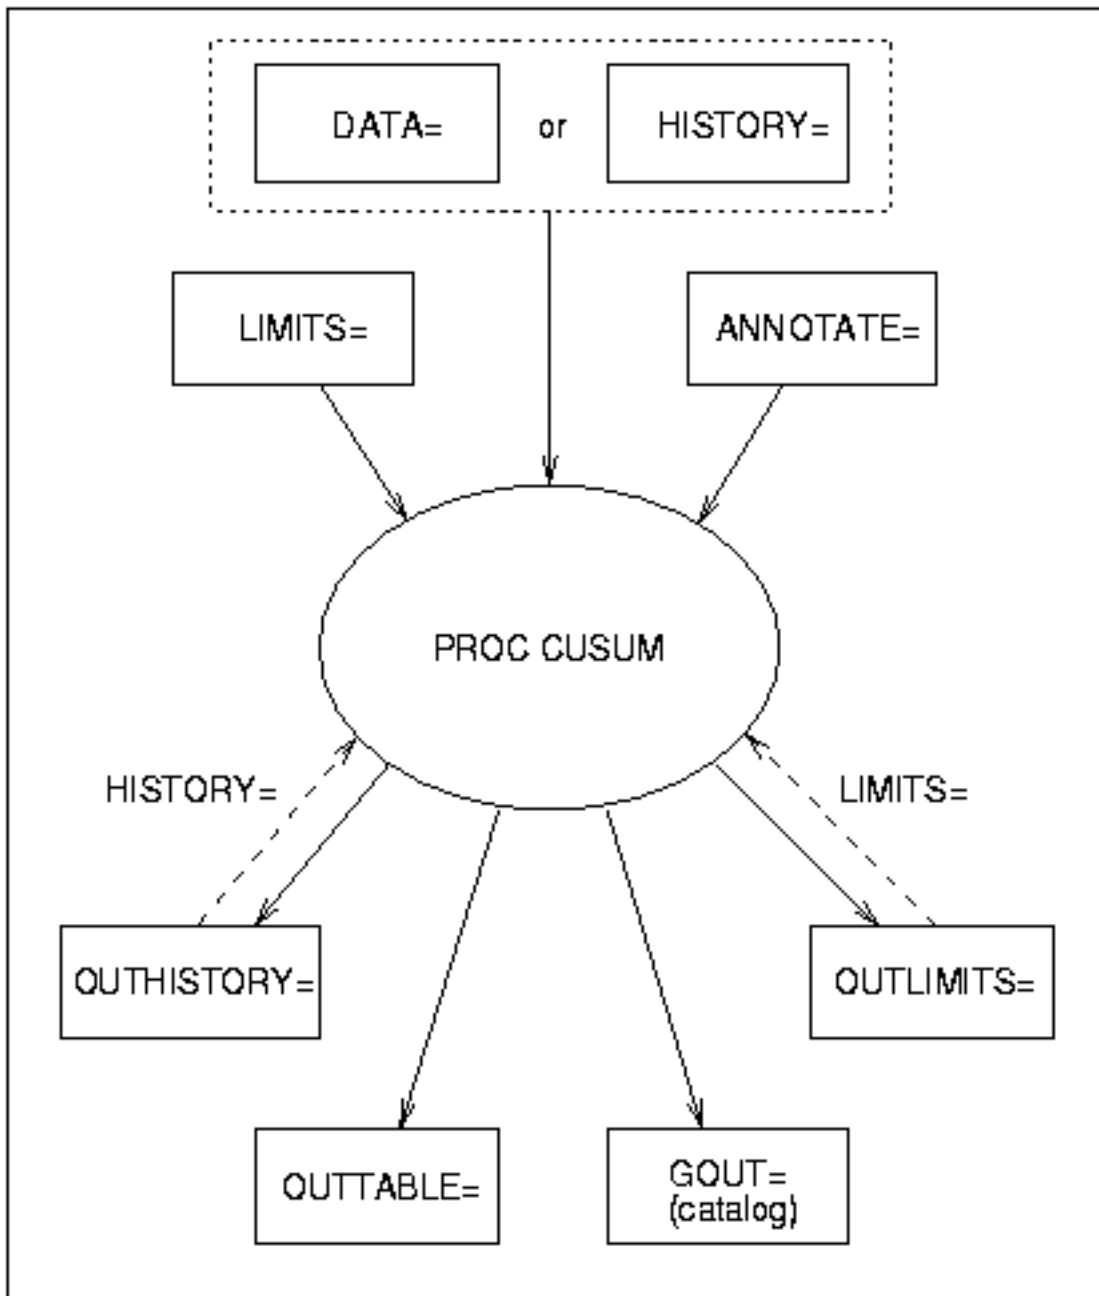 DATA= or HISTORY=
LIMITS= ANNOTATE=
PROC CUSUM
HISTORY= LIMITS=
OUTHISTORY= OUTLIMITS=
OUTTABLE= GOUT=
(catalog)